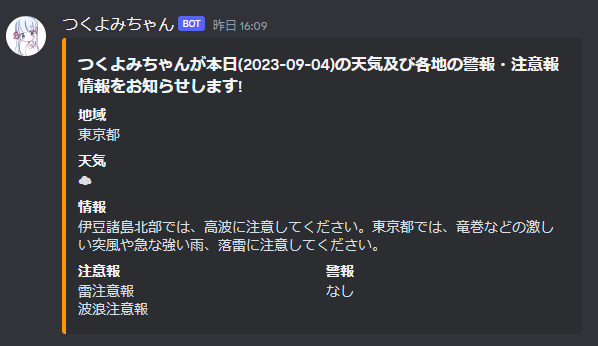 つくよみちゃん BOT 昨日 16:09
つくよみちゃんが本日(2023-09-04)の天気及び各地の警報・注意報
情報をお知らせします!
地域
東京都
天気
☁
情報
伊豆諸島北部では、高波に注意してください。東京都では、竜巻などの激し
い突風や急な強い雨、落雷に注意してください。
注意報 警報
雷注意報 なし
波浪注意報